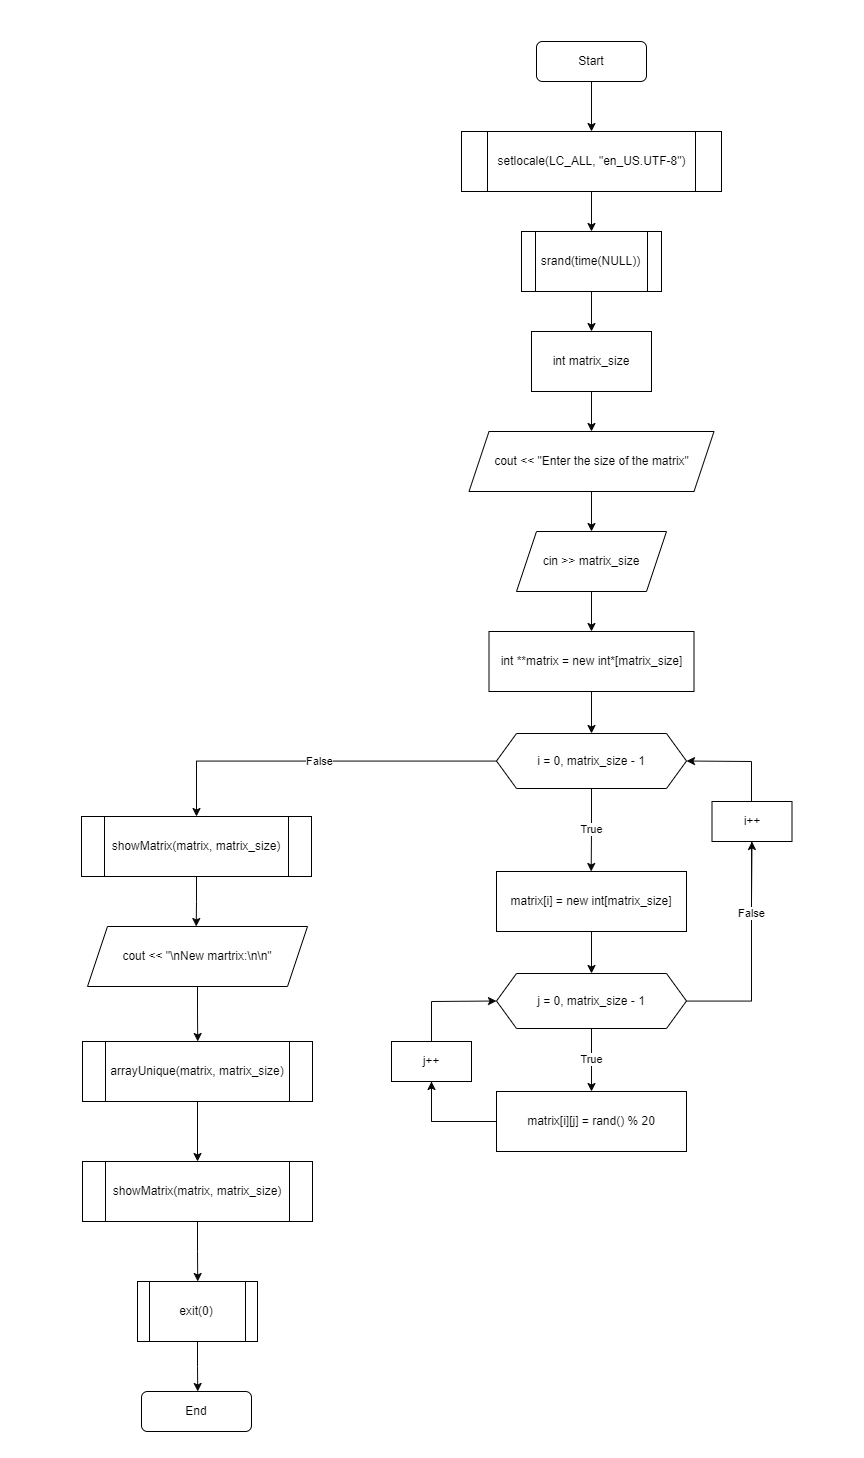 Start
setlocale(LC_ALL, "en_US.UTF-8")
srand(time(NULL))
int matrix_size
cout << "Enter the size of the matrix"
cin >> matrix_size
int **matrix = new int*[matrix_size]
i = 0, matrix_size - 1
False
True
i++
showMatrix(matrix, matrix_size)
matrix[i] = new int[matrix_size]
False
cout << "\nNew martrix:\n\n"
j = 0, matrix_size - 1
True
j++
arrayUnique(matrix, matrix_size)
matrix[i][j] = rand() % 20
showMatrix(matrix, matrix_size)
exit(0)
End